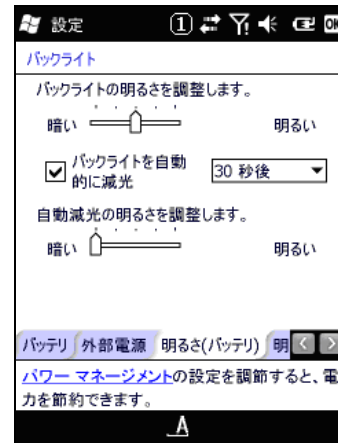 設定 1 OK
バックライト
バックライトの明るさを調整します。
暗い 明るい
バックライトを自動
的に減光
30 秒後
自動減光の明るさを調整します。
暗い 明るい
バッテリ 外部電源 明るさ(バッテリ) 明
パワー マネージメントの設定を調節すると、電
力を節約できます。
A